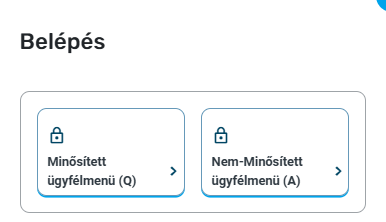 Belépés
Minősített
ügyfélmenü (Q)
Nem-Minősített
ügyfélmenü (A)